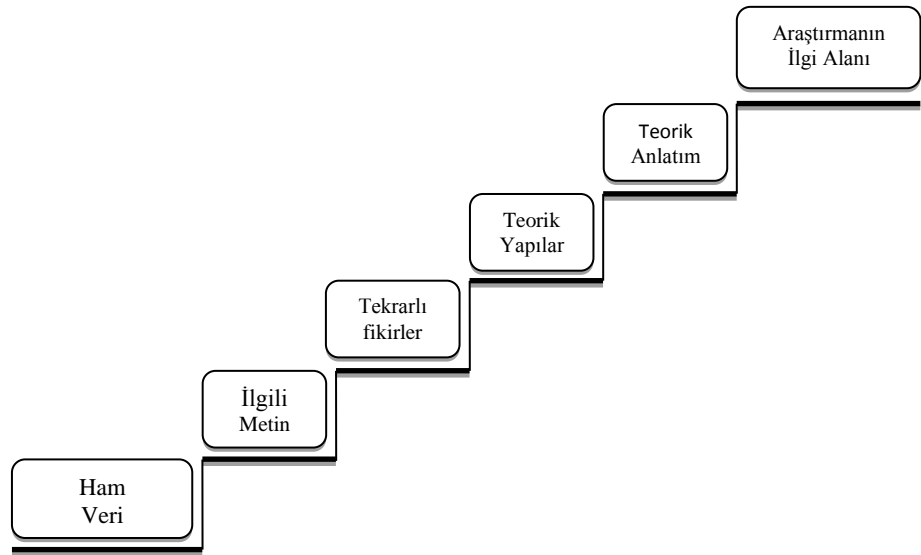 Araştırmanın
İlgi Alanı
Teorik
Anlatım
Teorik
Yapılar
Tekrarlı
fikirler
İlgili
Metin
Ham
Veri